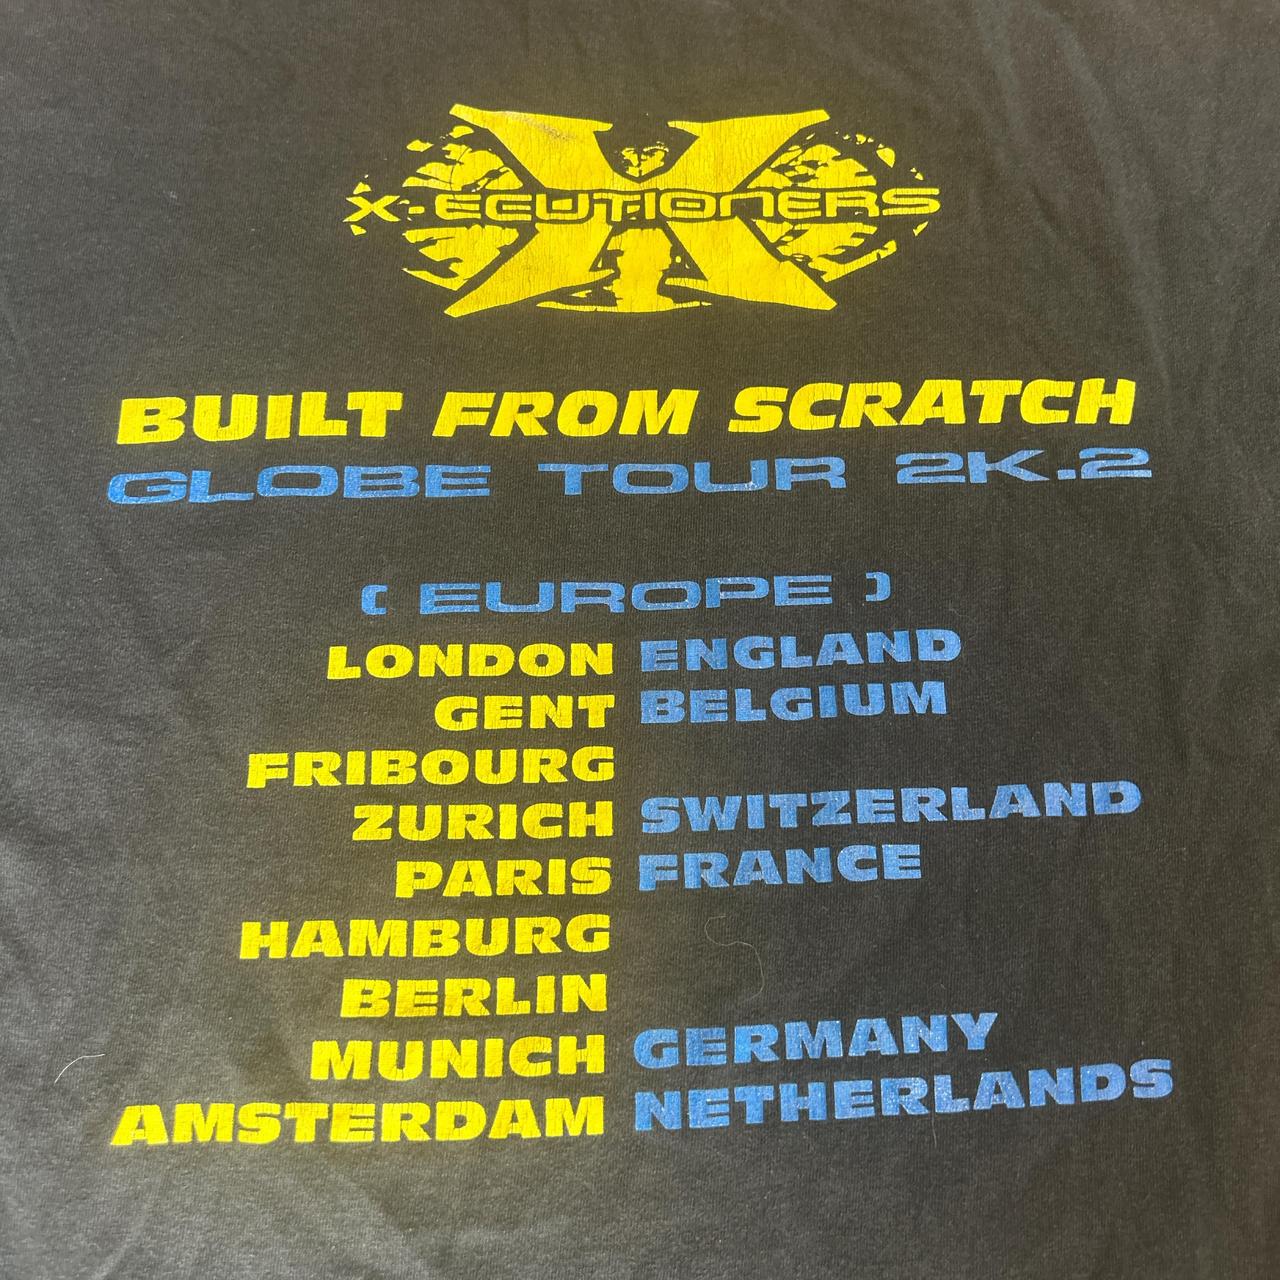 X-ECUTIONERS
BUILT FROM SCRATCH
GLOBE TOUR 2K.2
( EUROPE )
LONDON ENGLAND
GENT BELGIUM
FRIBOURG
ZURICH SWITZERLAND
PARIS FRANCE
HAMBURG
BERLIN
MUNICH GERMANY
AMSTERDAM NETHERLANDS